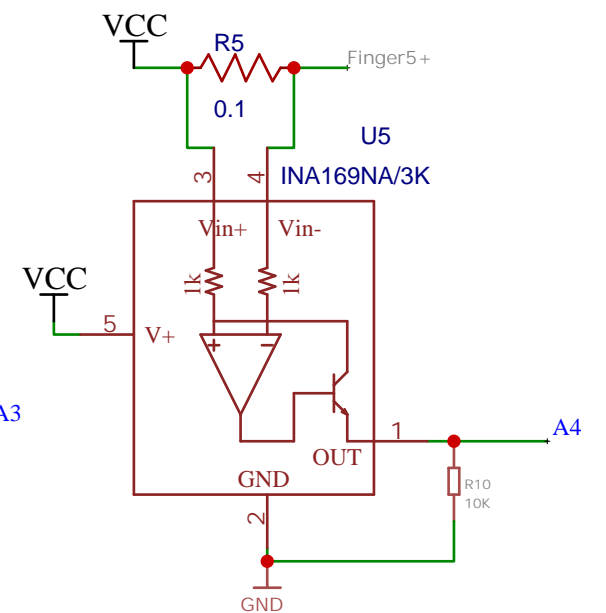 VCC
R5
Finger5+
0.1
U5
3
4
INA169NA/3K
Vin+
Vin-
VCC
1k
1k
5
V+
A3
1
A4
OUT
GND
R10
10K
2
GND